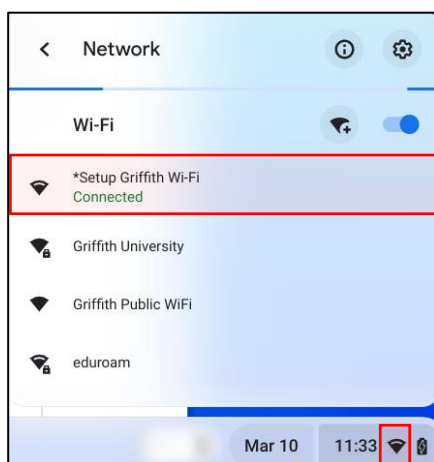 Network
Wi-Fi
*Setup Griffith Wi-Fi
Connected
Griffith University
Griffith Public WiFi
eduroam
Mar 10 11:33